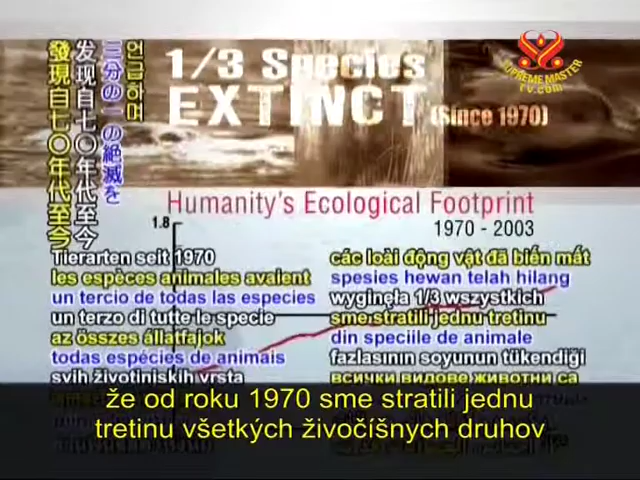 언급하며
三分の一の絶滅を
发现自七〇年代至今
發現自七〇年代至今
1/3 Species
EXTINCT (Since 1970)
SUPREME MASTER
TV.com
Humanity's Ecological Footprint
1970 - 2003
1.8
Tierarten seit 1970
les espèces animales avaient
un tercio de todas las especies
un terzo di tutte le specie
az összes állatfajok
todas espécies de animais
svih životinjskih vrsta
các loài động vật đã biến mất
spesies hewan telah hilang
wyginęła 1/3 wszystkich
sme stratili jednu tretinu
din speciile de animale
fazlasının soyunun tükendiği
всички видове животни са
že od roku 1970 sme stratili jednu
tretinu všetkých živočíšnych druhov